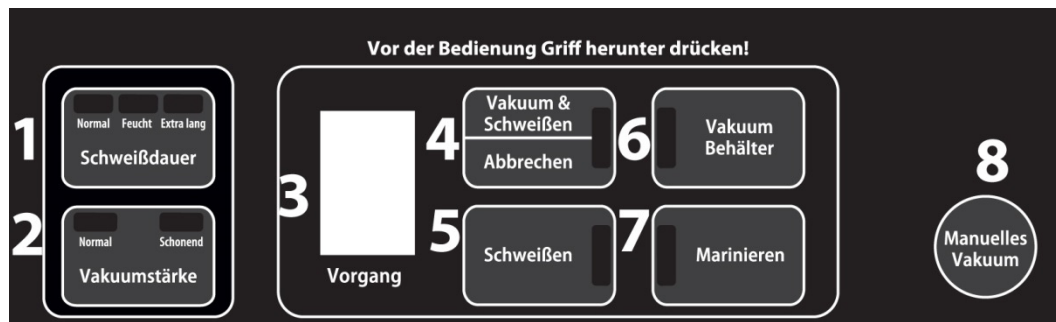 Vor der Bedienung Griff herunter drücken!
1
Normal Feucht Extra lang
Schweißdauer
2
Normal Schonend
Vakuumstärke
3
Vorgang
4
Vakuum &
Schweißen
Abbrechen
5
Schweißen
6
Vakuum
Behälter
7
Marinieren
8
Manuelles
Vakuum